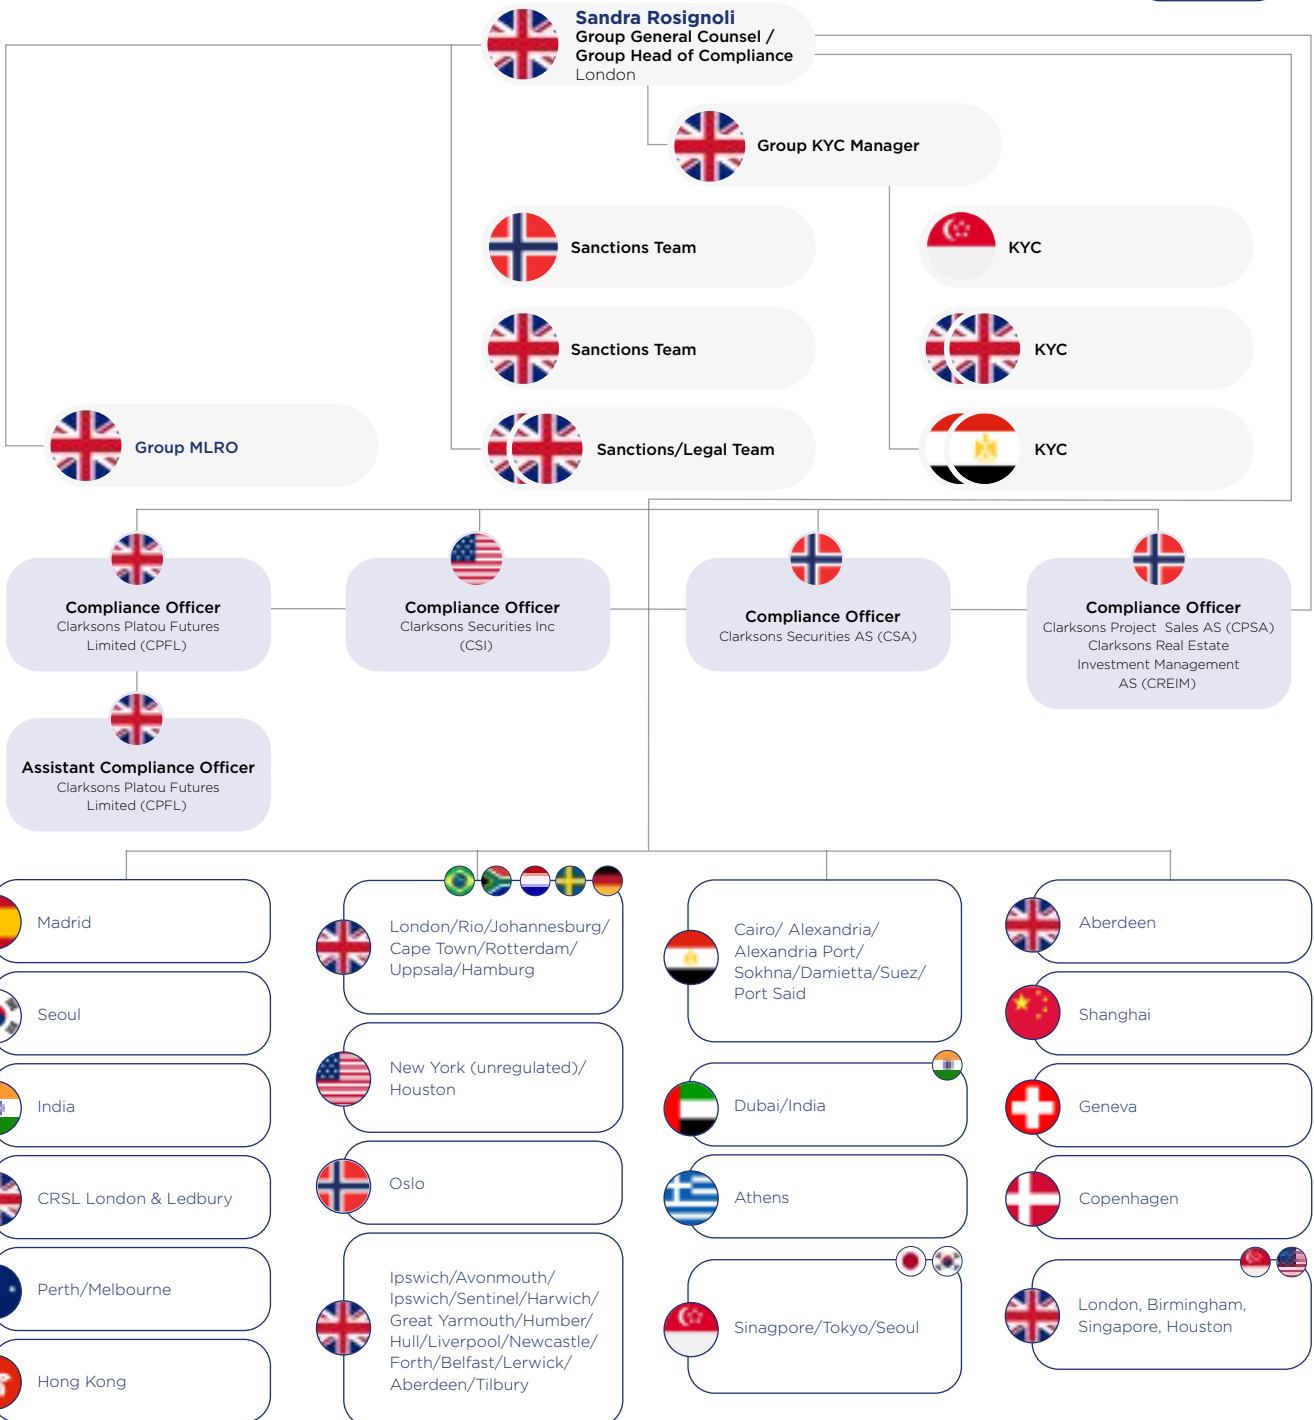 Sandra Rosignoli
Group General Counsel /
Group Head of Compliance
London
Group KYC Manager
Sanctions Team
KYC
Sanctions Team
KYC
Group MLRO
Sanctions/Legal Team
KYC
Compliance Officer
Clarksons Platou Futures
Limited (CPFL)
Compliance Officer
Clarksons Securities Inc
(CSI)
Compliance Officer
Clarksons Securities AS (CSA)
Compliance Officer
Clarksons Project Sales AS (CPSA)
Clarksons Real Estate
Investment Management
AS (CREIM)
Assistant Compliance Officer
Clarksons Platou Futures
Limited (CPFL)
Madrid
Seoul
India
CRSL London & Ledbury
Perth/Melbourne
Hong Kong
London/Rio/Johannesburg/
Cape Town/Rotterdam/
Uppsala/Hamburg
New York (unregulated)/
Houston
Oslo
Ipswich/Avonmouth/
Ipswich/Sentinel/Harwich/
Great Yarmouth/Humber/
Hull/Liverpool/Newcastle/
Forth/Belfast/Lerwick/
Aberdeen/Tilbury
Cairo/ Alexandria/
Alexandria Port/
Sokhna/Damietta/Suez/
Port Said
Dubai/India
Athens
Sinagpore/Tokyo/Seoul
Aberdeen
Shanghai
Geneva
Copenhagen
London, Birmingham,
Singapore, Houston